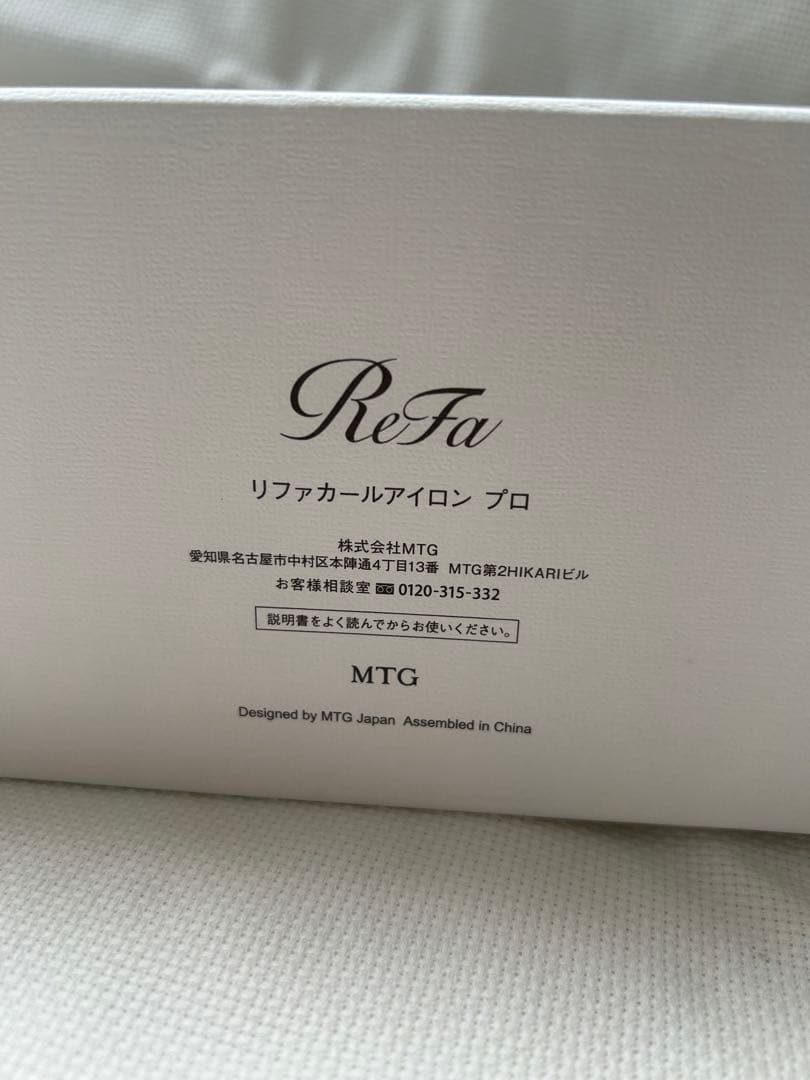 ReFa
リファカールアイロン プロ
株式会社MTG
愛知県名古屋市中村区本陣通4丁目13番 MTG第2HIKARIビル
お客様相談室 0120-315-332
説明書をよく読んでからお使いください。
MTG
Designed by MTG Japan Assembled in China